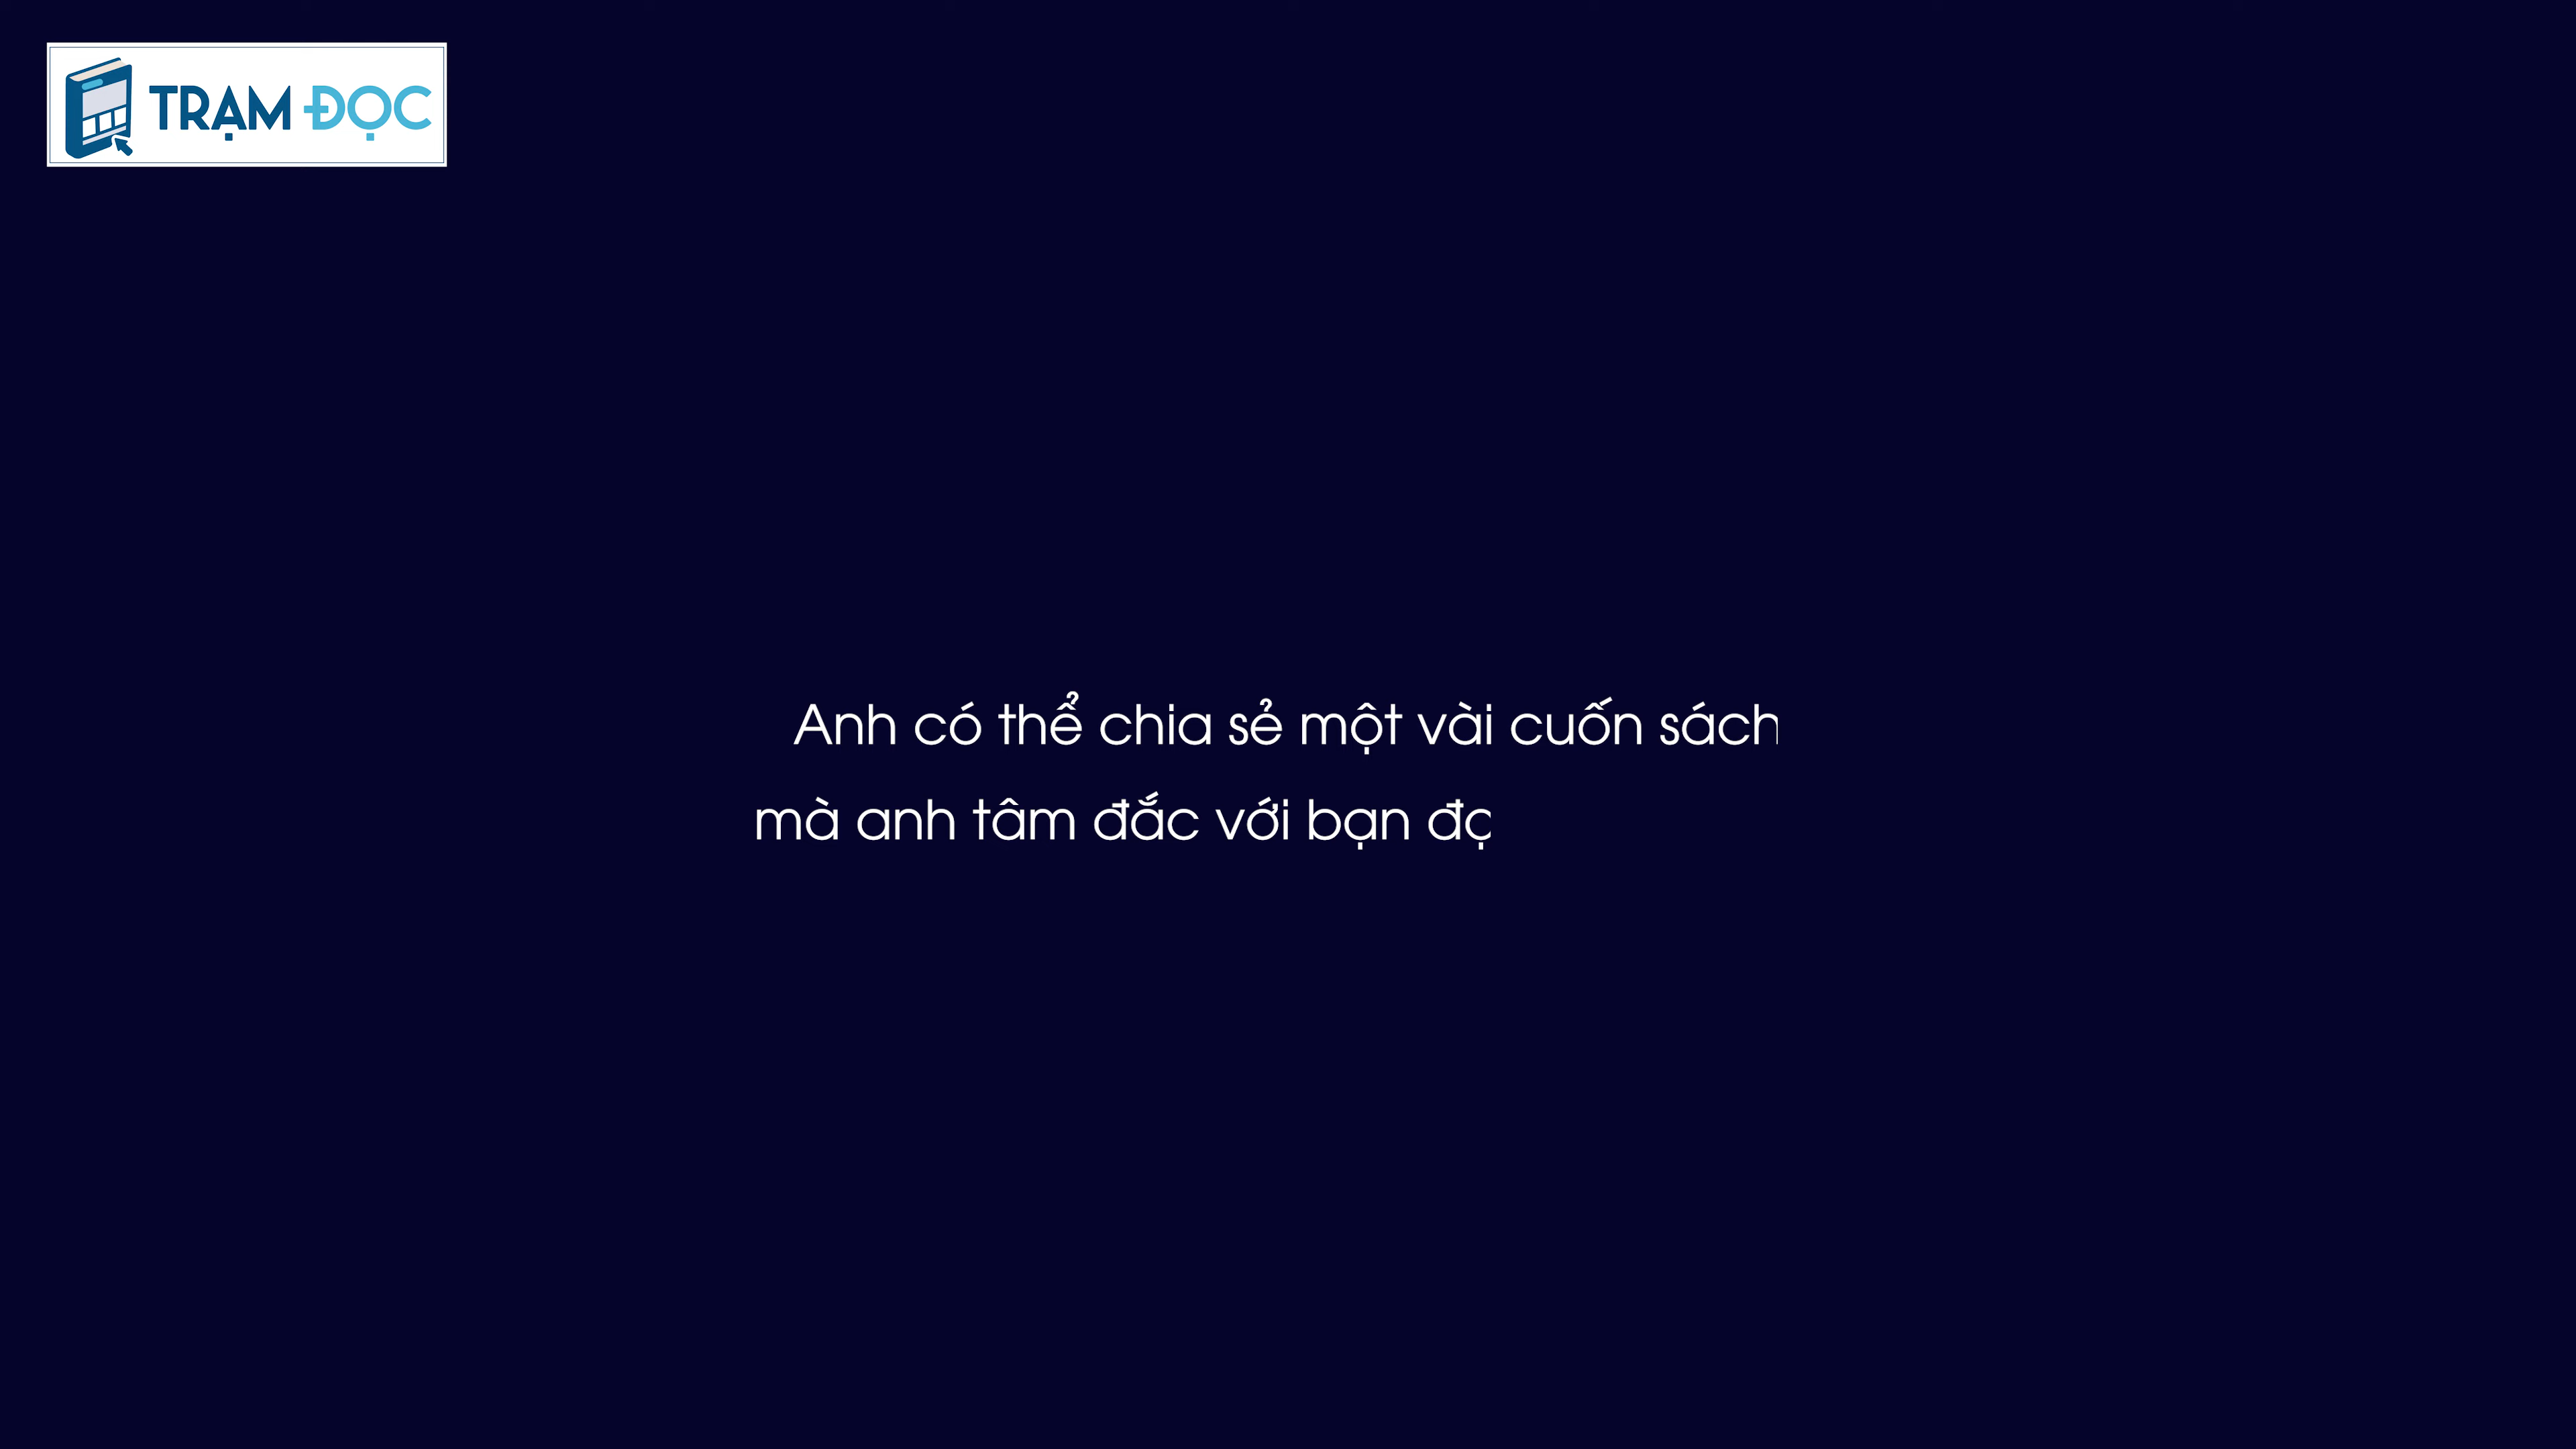 TRẠM ĐỌC
Anh có thể chia sẻ một vài cuốn sách
mà anh tâm đắc với bạn đọ